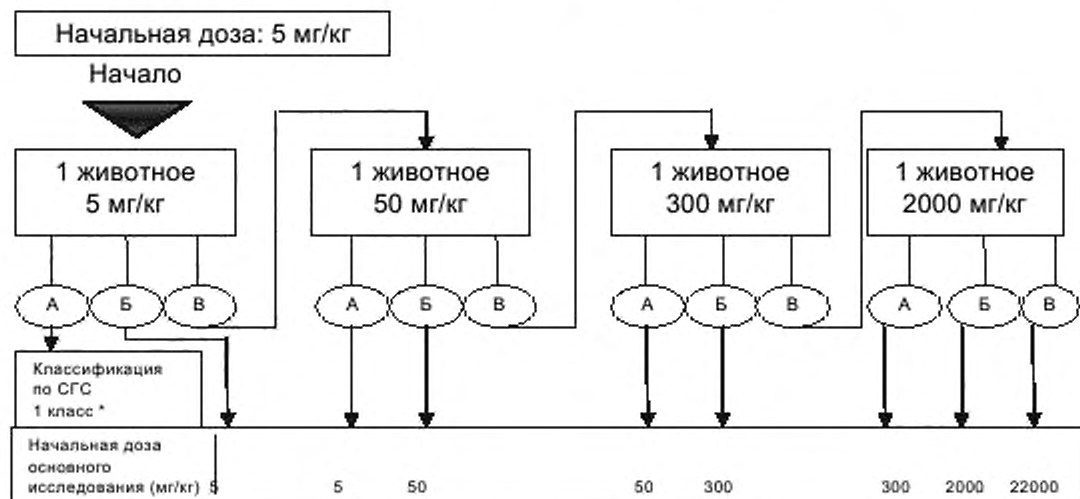 Начальная доза: 5 мг/кг
Начало
1 животное
5 мг/кг
1 животное
50 мг/кг
1 животное
300 мг/кг
1 животное
2000 мг/кг
А Б В А Б В А Б В А Б В
Классификация
по СГС
1 класс *
Начальная доза
основного
исследования (мг/кг) 5 5 50 50 300 300 2000 22000